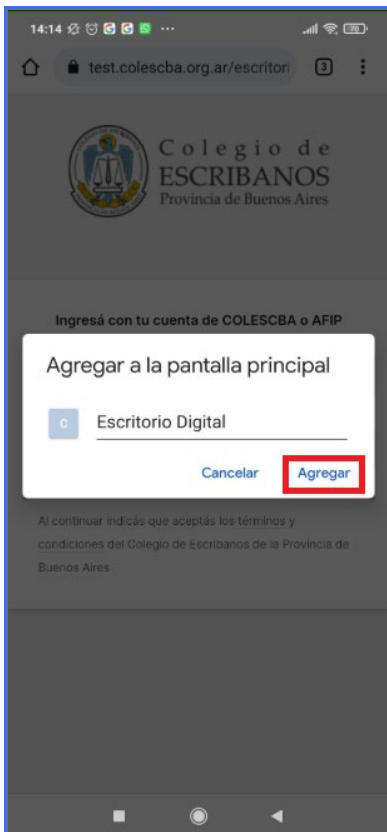 14:14
70
test.colescba.org.ar/escritori
3
Colegio de
ESCRIBANOS
Provincia de Buenos Aires
Ingresá con tu cuenta de COLESCBA o AFIP
Agregar a la pantalla principal
C
Escritorio Digital
Cancelar
Agregar
Al continuar indicás que aceptás los términos y
condiciones del Colegio de Escribanos de la Provincia de
Buenos Aires